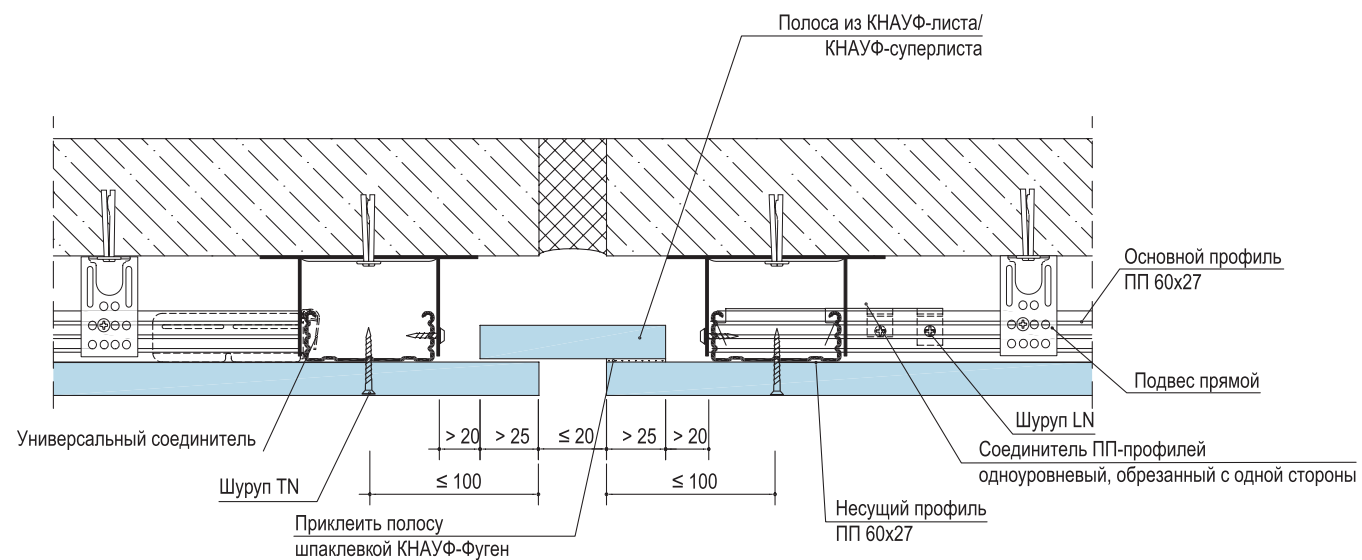 Полоса из КНАУФ-листа/
КНАУФ-суперлиста
Основной профиль
ПП 60x27
Подвес прямой
Шуруп LN
Соединитель ПП-профилей
одноуровневый, обрезанный с одной стороны
Универсальный соединитель
> 20 > 25 ≤ 20 > 25 > 20
Шуруп TN
≤ 100 ≤ 100
Несущий профиль
ПП 60x27
Приклеить полосу
шпаклевкой КНАУФ-Фуген